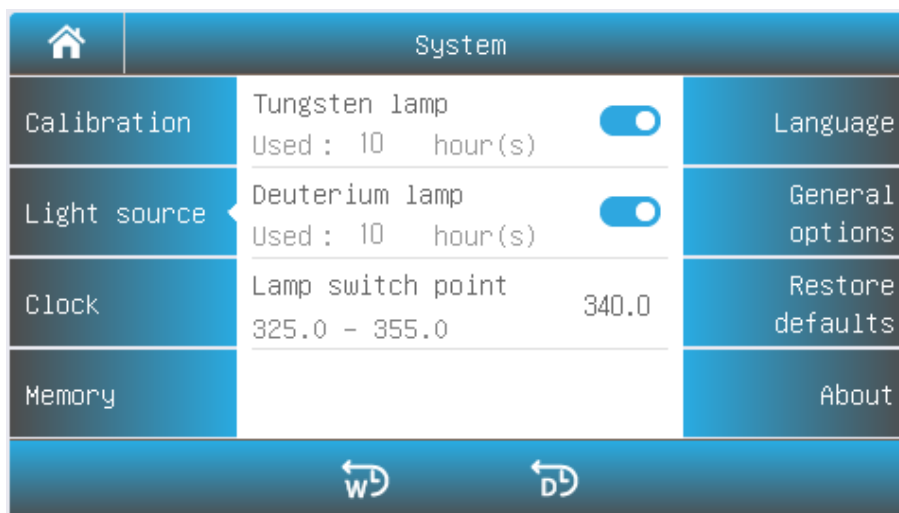 System
Calibration
Light source
Clock
Memory
Tungsten lamp
Used : 10 hour(s)
Deuterium lamp
Used : 10 hour(s)
Lamp switch point
340.0
325.0 - 355.0
Language
General
options
Restore
defaults
About
W
D